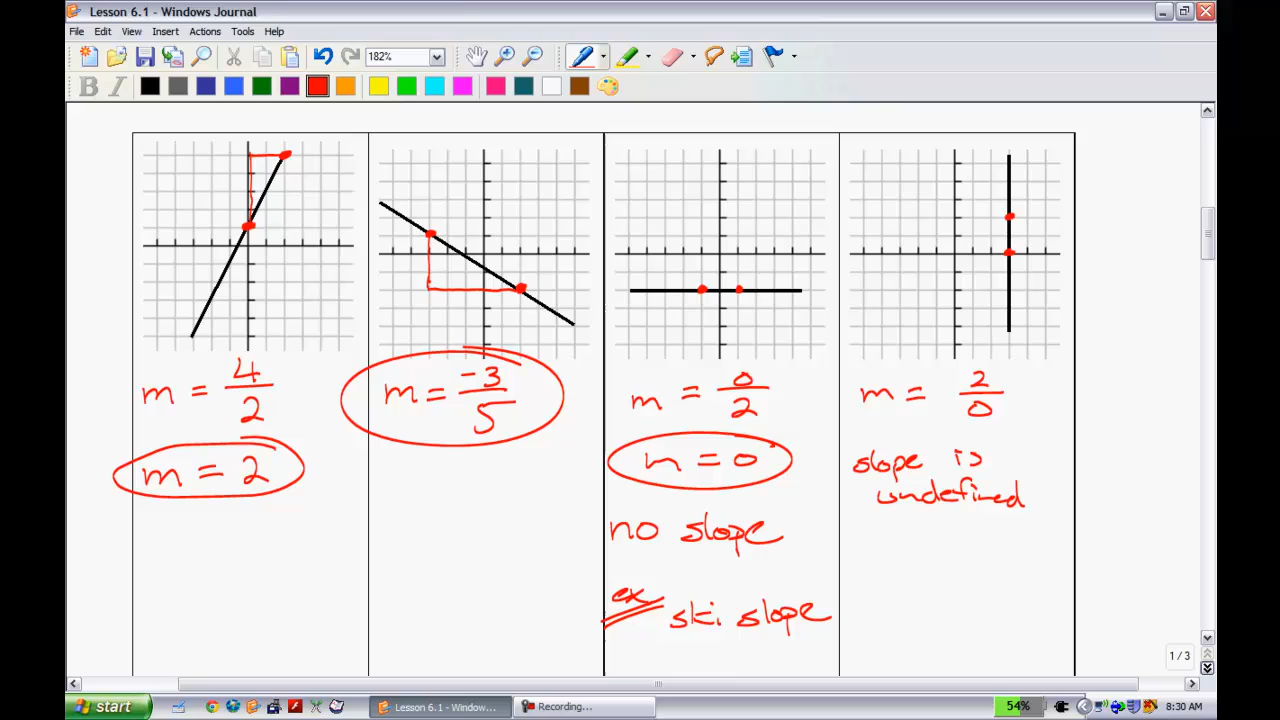 Lesson 6.1 - Windows Journal
File Edit View Insert Actions Tools Help
182%
B I
m = 4/2
m = 2
m = -3/5
m = 0/2
m = 0
no slope
ex ski slope
m = 2/0
slope is
undefined
1 / 3
start
Lesson 6.1 - Window...
Recording...
54%
8:30 AM